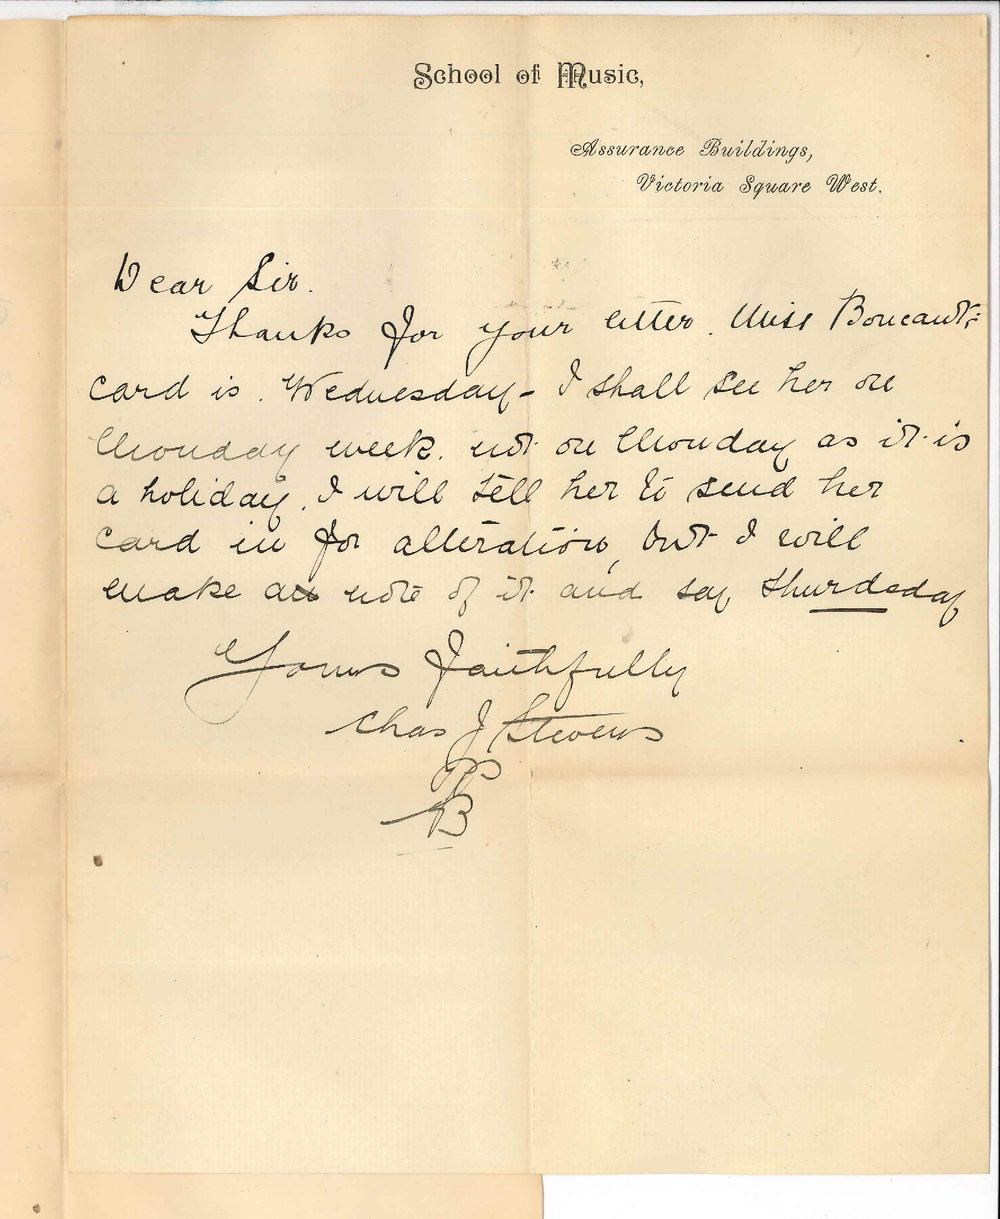 School of Music,
Assurance Buildings,
Victoria Square West.
Dear Sir.
Thanks for your letter. Miss Boucauts
card is. Wednesday - I shall see her on
Monday week. not on Monday as it is
a holiday. I will tell her to send her
card in for alteration, but I will
make a note of it and say Thursday
Yours Faithfully
Chas J Stevens
B